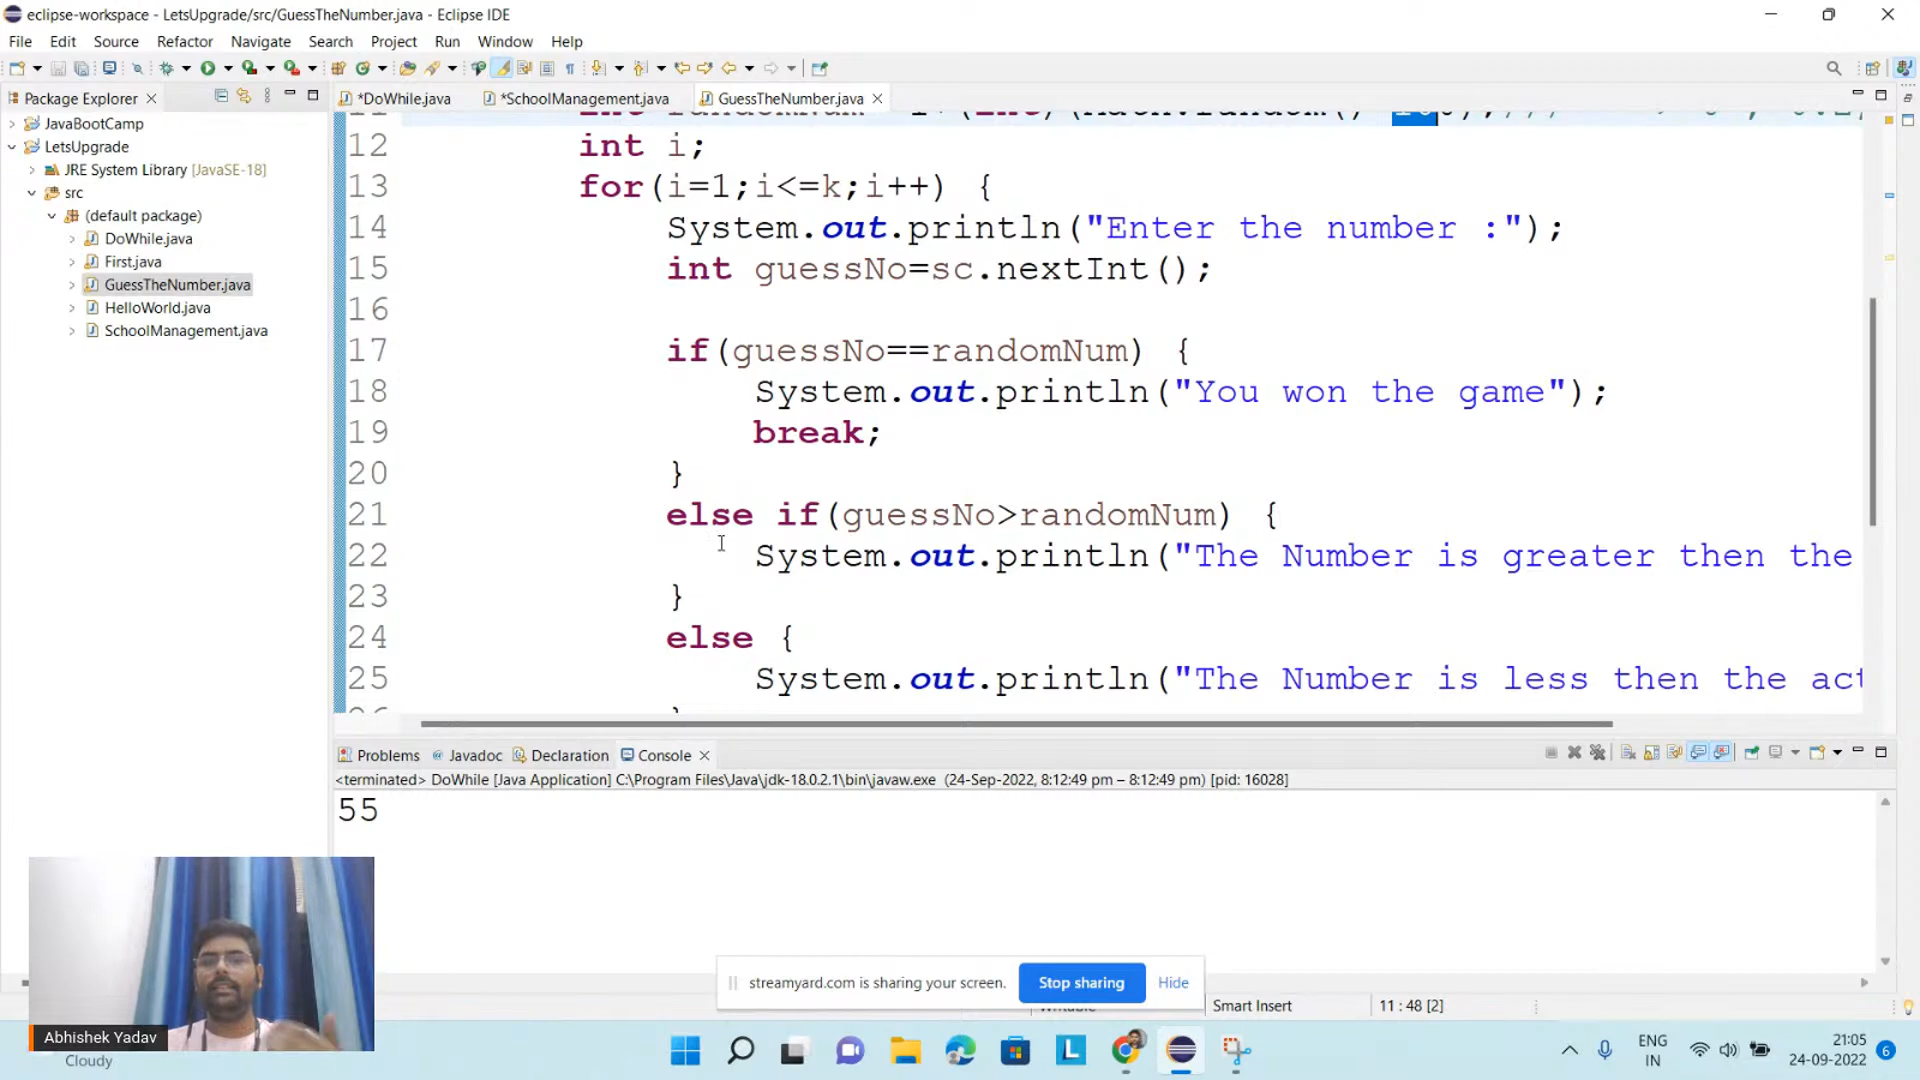 eclipse-workspace - LetsUpgrade/src/GuessTheNumber.java - Eclipse IDE
File Edit Source Refactor Navigate Search Project Run Window Help
Package Explorer
*DoWhile.java *SchoolManagement.java GuessTheNumber.java
JavaBootCamp
LetsUpgrade
JRE System Library [JavaSE-18]
src
(default package)
DoWhile.java
First.java
GuessTheNumber.java
HelloWorld.java
SchoolManagement.java
12 int i;
13 for(i=1;i<=k;i++) {
14 System.out.println("Enter the number :");
15 int guessNo=sc.nextInt();
16
17 if(guessNo==randomNum) {
18 System.out.println("You won the game");
19 break;
20 }
21 else if(guessNo>randomNum) {
22 System.out.println("The Number is greater then the
23 }
24 else {
25 System.out.println("The Number is less then the act
Problems @ Javadoc Declaration Console
<terminated> DoWhile [Java Application] C:\Program Files\Java\jdk-18.0.2.1\bin\javaw.exe (24-Sep-2022, 8:12:49 pm – 8:12:49 pm) [pid: 16028]
55
streamyard.com is sharing your screen. Stop sharing Hide
Writable Smart Insert 11 : 48 [2]
Abhishek Yadav
Cloudy
L
ENG
IN
21:05
24-09-2022
6